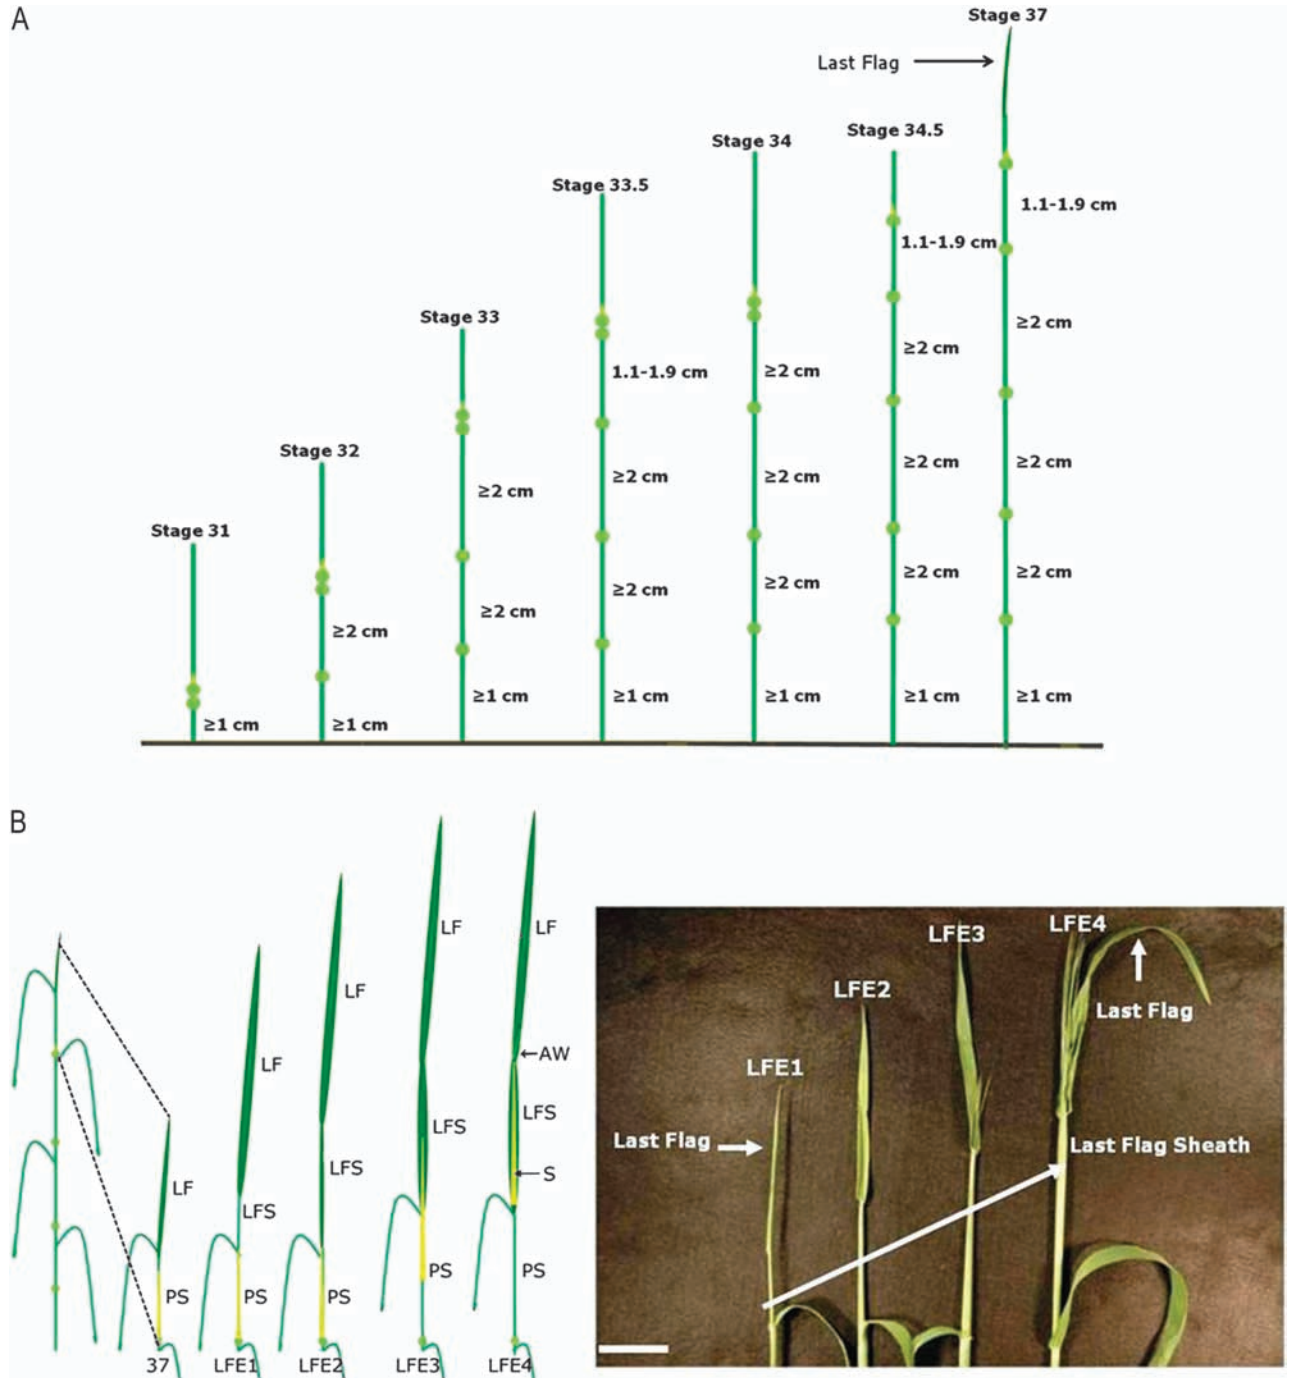 A
Stage 37
Last Flag
Stage 34.5
Stage 34
Stage 33.5
Stage 33
Stage 32
Stage 31
≥1 cm
≥2 cm
≥1 cm
≥2 cm
≥2 cm
≥1 cm
1.1-1.9 cm
≥2 cm
≥2 cm
≥1 cm
≥2 cm
≥2 cm
≥2 cm
≥1 cm
1.1-1.9 cm
≥2 cm
≥2 cm
≥2 cm
≥1 cm
1.1-1.9 cm
≥2 cm
≥2 cm
≥2 cm
≥1 cm
B
LF
PS
37
LF
LFS
PS
LFE1
LF
LFS
PS
LFE2
LF
LFS
PS
LFE3
LF
AW
LFS
S
PS
LFE4
LFE1
LFE2
LFE3
LFE4
Last Flag
Last Flag
Last Flag Sheath